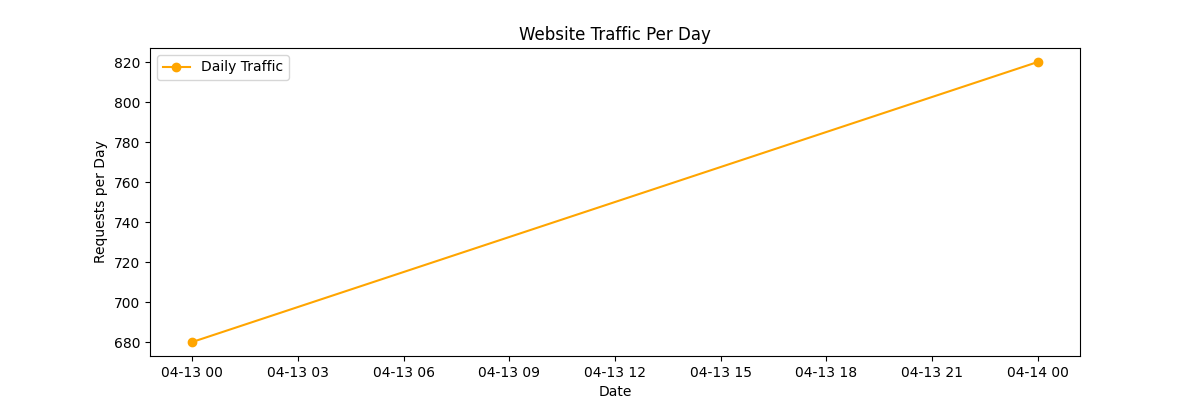 Website Traffic Per Day
Daily Traffic
Requests per Day
820
800
780
760
740
720
700
680
04-13 00 04-13 03 04-13 06 04-13 09 04-13 12 04-13 15 04-13 18 04-13 21 04-14 00
Date